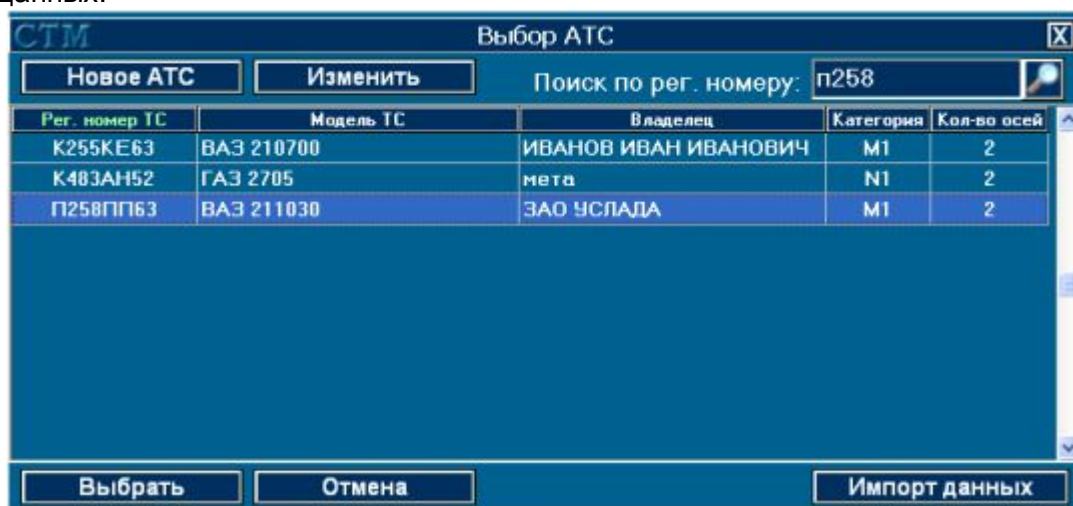 данных.
СТМ Выбор АТС X
Новое АТС Изменить Поиск по рег. номеру: п258
Рег. номер ТС Модель ТС Владелец Категория Кол-во осей
К255КЕ63 ВАЗ 210700 ИВАНОВ ИВАН ИВАНОВИЧ М1 2
К483АН52 ГАЗ 2705 мета N1 2
П258ПП63 ВАЗ 211030 ЗАО УСЛАДА М1 2
Выбрать Отмена Импорт данных